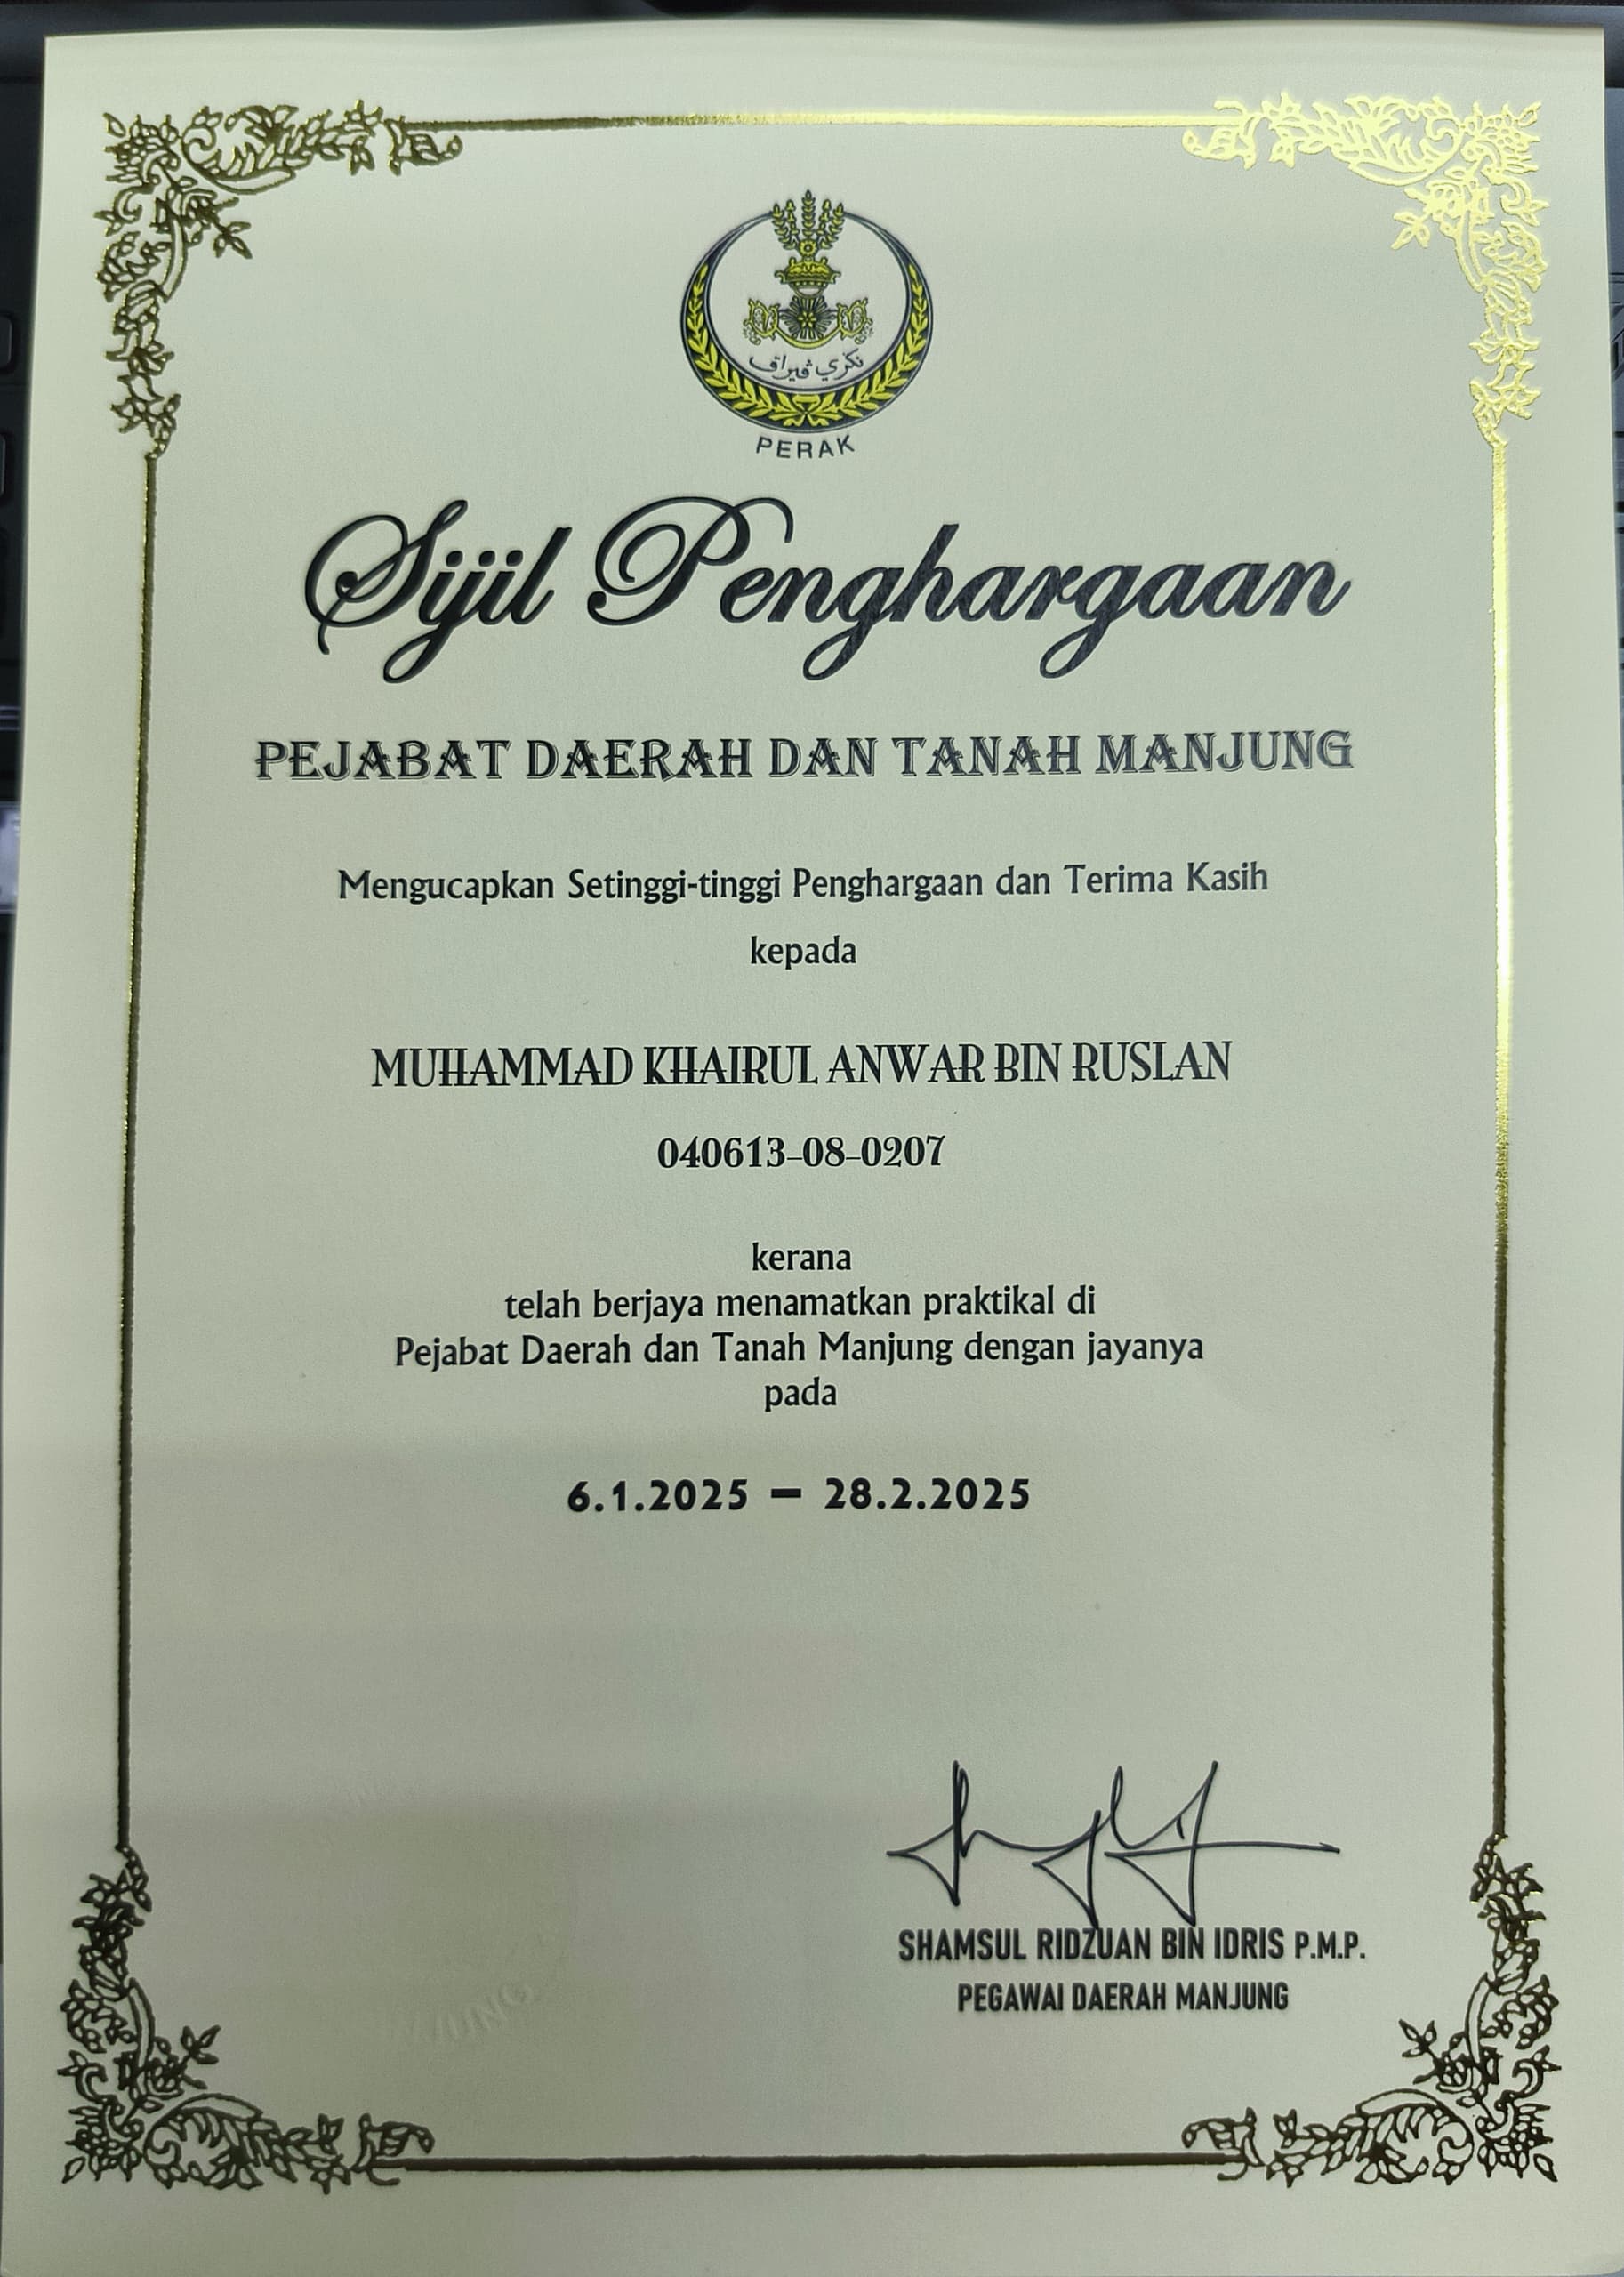 نكري ڤيراق
PERAK
Sijil Penghargaan
PEJABAT DAERAH DAN TANAH MANJUNG
Mengucapkan Setinggi-tinggi Penghargaan dan Terima Kasih
kepada
MUHAMMAD KHAIRUL ANWAR BIN RUSLAN
040613-08-0207
kerana
telah berjaya menamatkan praktikal di
Pejabat Daerah dan Tanah Manjung dengan jayanya
pada
6.1.2025 – 28.2.2025
SHAMSUL RIDZUAN BIN IDRIS P.M.P.
PEGAWAI DAERAH MANJUNG